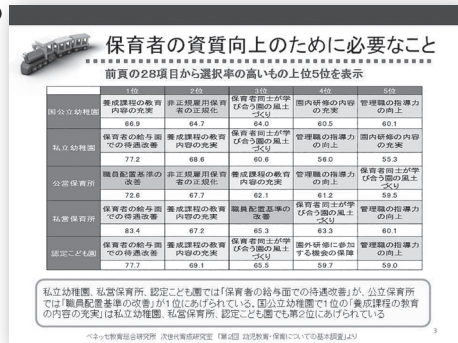 保育者の資質向上のために必要なこと
前頁の28項目から選択率の高いもの上位5位を表示
1位 2位 3位 4位 5位
国公立幼稚園
養成課程の教育内容の充実 非正規雇用保育者の正規化 保育者同士が学び合う園の風土づくり 園内研修の内容の充実 管理職の指導力の向上
66.9 64.7 64.0 60.5 60.1
私立幼稚園
保育者の給与面での待遇改善 養成課程の教育内容の充実 保育者同士が学び合う園の風土づくり 管理職の指導力の向上 園内研修の内容の充実
77.2 68.6 60.6 56.0 55.3
公営保育所
職員配置基準の改善 非正規雇用保育者の正規化 養成課程の教育内容の充実 管理職の指導力の向上 保育者同士が学び合う園の風土づくり
72.6 67.7 62.1 61.2 59.5
私営保育所
保育者の給与面での待遇改善 養成課程の教育内容の充実 職員配置基準の改善 保育者同士が学び合う園の風土づくり 管理職の指導力の向上
83.4 67.2 65.3 63.3 60.1
認定こども園
保育者の給与面での待遇改善 養成課程の教育内容の充実 保育者同士が学び合う園の風土づくり 園外研修に参加する機会の保障 管理職の指導力の向上
77.7 69.1 65.5 59.7 59.0
私立幼稚園、私営保育所、認定こども園では「保育者の給与面での待遇改善」が、公営保育所
では「職員配置基準の改善」が1位にあげられている。国公立幼稚園で1位の「養成課程の教育
の内容の充実」は私立幼稚園、私営保育所、認定こども園でも第2位にあげられている
ベネッセ教育総合研究所 次世代育成研究室 「第2回 幼児教育・保育についての基本調査」より
3